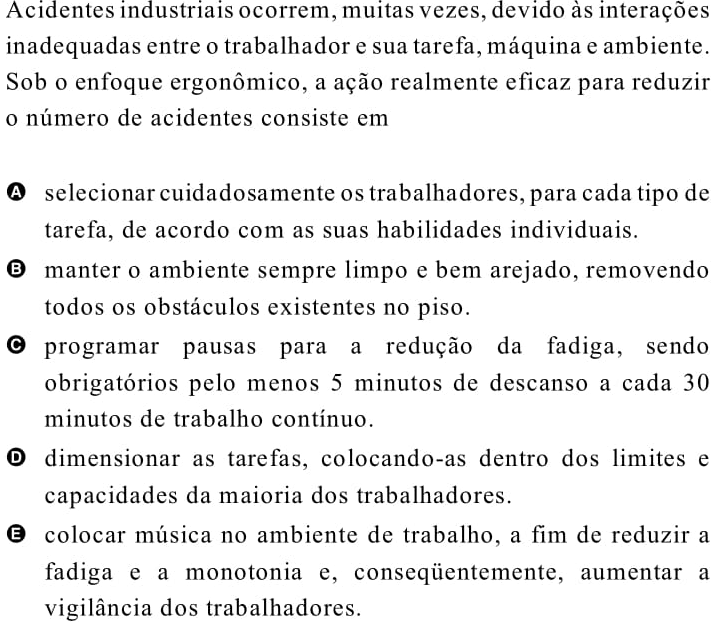 Acidentes industriais ocorrem, muitas vezes, devido às interações
inadequadas entre o trabalhador e sua tarefa, máquina e ambiente.
Sob o enfoque ergonômico, a ação realmente eficaz para reduzir
o número de acidentes consiste em
A selecionar cuidadosamente os trabalhadores, para cada tipo de
tarefa, de acordo com as suas habilidades individuais.
B manter o ambiente sempre limpo e bem arejado, removendo
todos os obstáculos existentes no piso.
C programar pausas para a redução da fadiga, sendo
obrigatórios pelo menos 5 minutos de descanso a cada 30
minutos de trabalho contínuo.
D dimensionar as tarefas, colocando-as dentro dos limites e
capacidades da maioria dos trabalhadores.
E colocar música no ambiente de trabalho, a fim de reduzir a
fadiga e a monotonia e, conseqüentemente, aumentar a
vigilância dos trabalhadores.